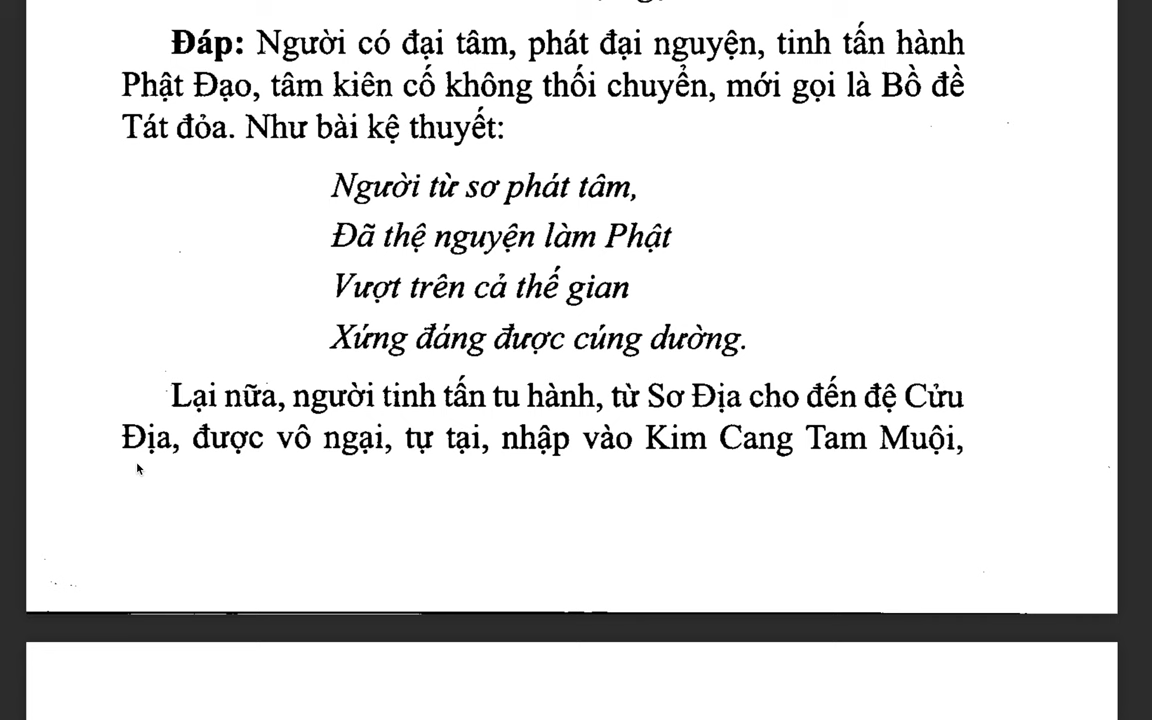 Đáp: Người có đại tâm, phát đại nguyện, tinh tấn hành
Phật Đạo, tâm kiên cố không thối chuyển, mới gọi là Bồ đề
Tát đỏa. Như bài kệ thuyết:
Người từ sơ phát tâm,
Đã thệ nguyện làm Phật
Vượt trên cả thế gian
Xứng đáng được cúng dường.
Lại nữa, người tinh tấn tu hành, từ Sơ Địa cho đến đệ Cửu
Địa, được vô ngại, tự tại, nhập vào Kim Cang Tam Muội,